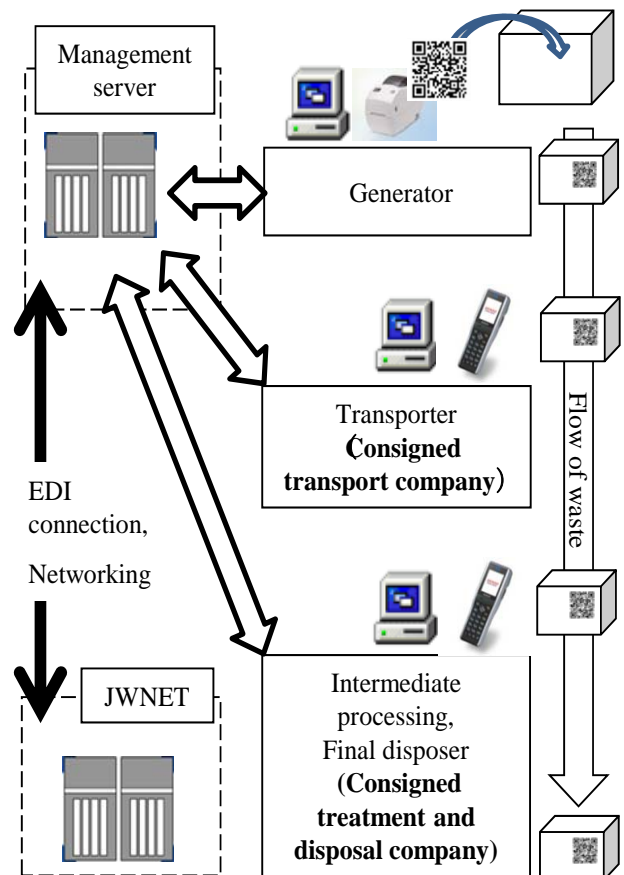 Management
server
Generator
Transporter
(Consigned
transport company)
Flow of waste
EDI
connection,
Networking
JWNET
Intermediate
processing,
Final disposer
(Consigned
treatment and
disposal company)